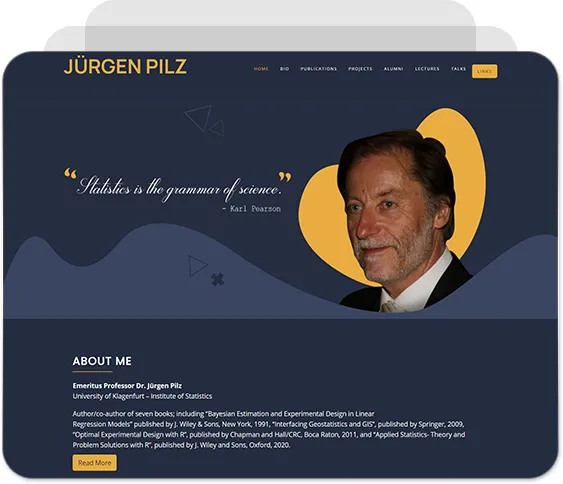 JÜRGEN PILZ
HOME BIO PUBLICATIONS PROJECTS ALUMNI LECTURES TALKS LINKS
“Statistics is the grammar of science.”
- Karl Pearson
ABOUT ME
Emeritus Professor Dr. Jürgen Pilz
University of Klagenfurt – Institute of Statistics
Author/co-author of seven books; including “Bayesian Estimation and Experimental Design in Linear
Regression Models” published by J. Wiley & Sons, New York, 1991, “Interfacing Geostatistics and GIS”, published by Springer, 2009,
“Optimal Experimental Design with R”, published by Chapman and Hall/CRC, Boca Raton, 2011, and “Applied Statistics- Theory and
Problem Solutions with R”, published by J. Wiley and Sons, Oxford, 2020.
Read More